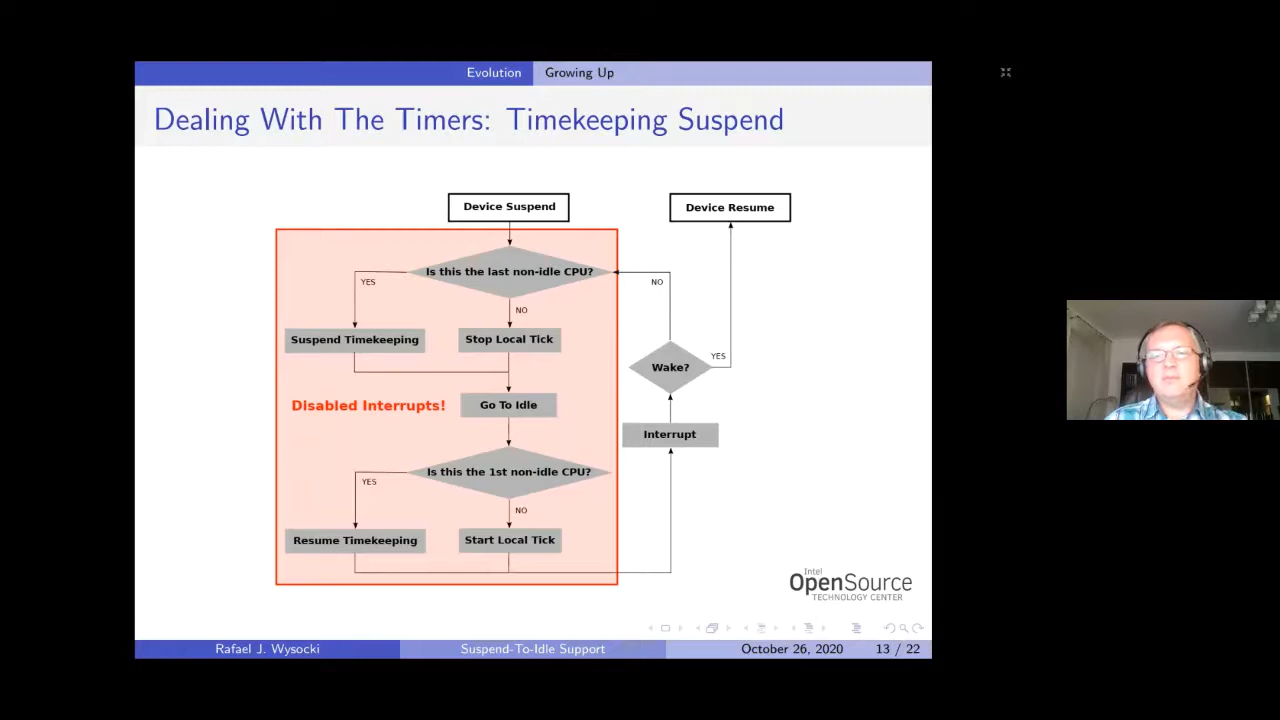 Evolution Growing Up
Dealing With The Timers: Timekeeping Suspend
Device Suspend
Device Resume
Is this the last non-idle CPU?
YES
NO
NO
Suspend Timekeeping
Stop Local Tick
YES
Wake?
Disabled Interrupts!
Go To Idle
Interrupt
Is this the 1st non-idle CPU?
YES
NO
Resume Timekeeping
Start Local Tick
Intel
OpenSource
TECHNOLOGY CENTER
Rafael J. Wysocki Suspend-To-Idle Support October 26, 2020 13 / 22